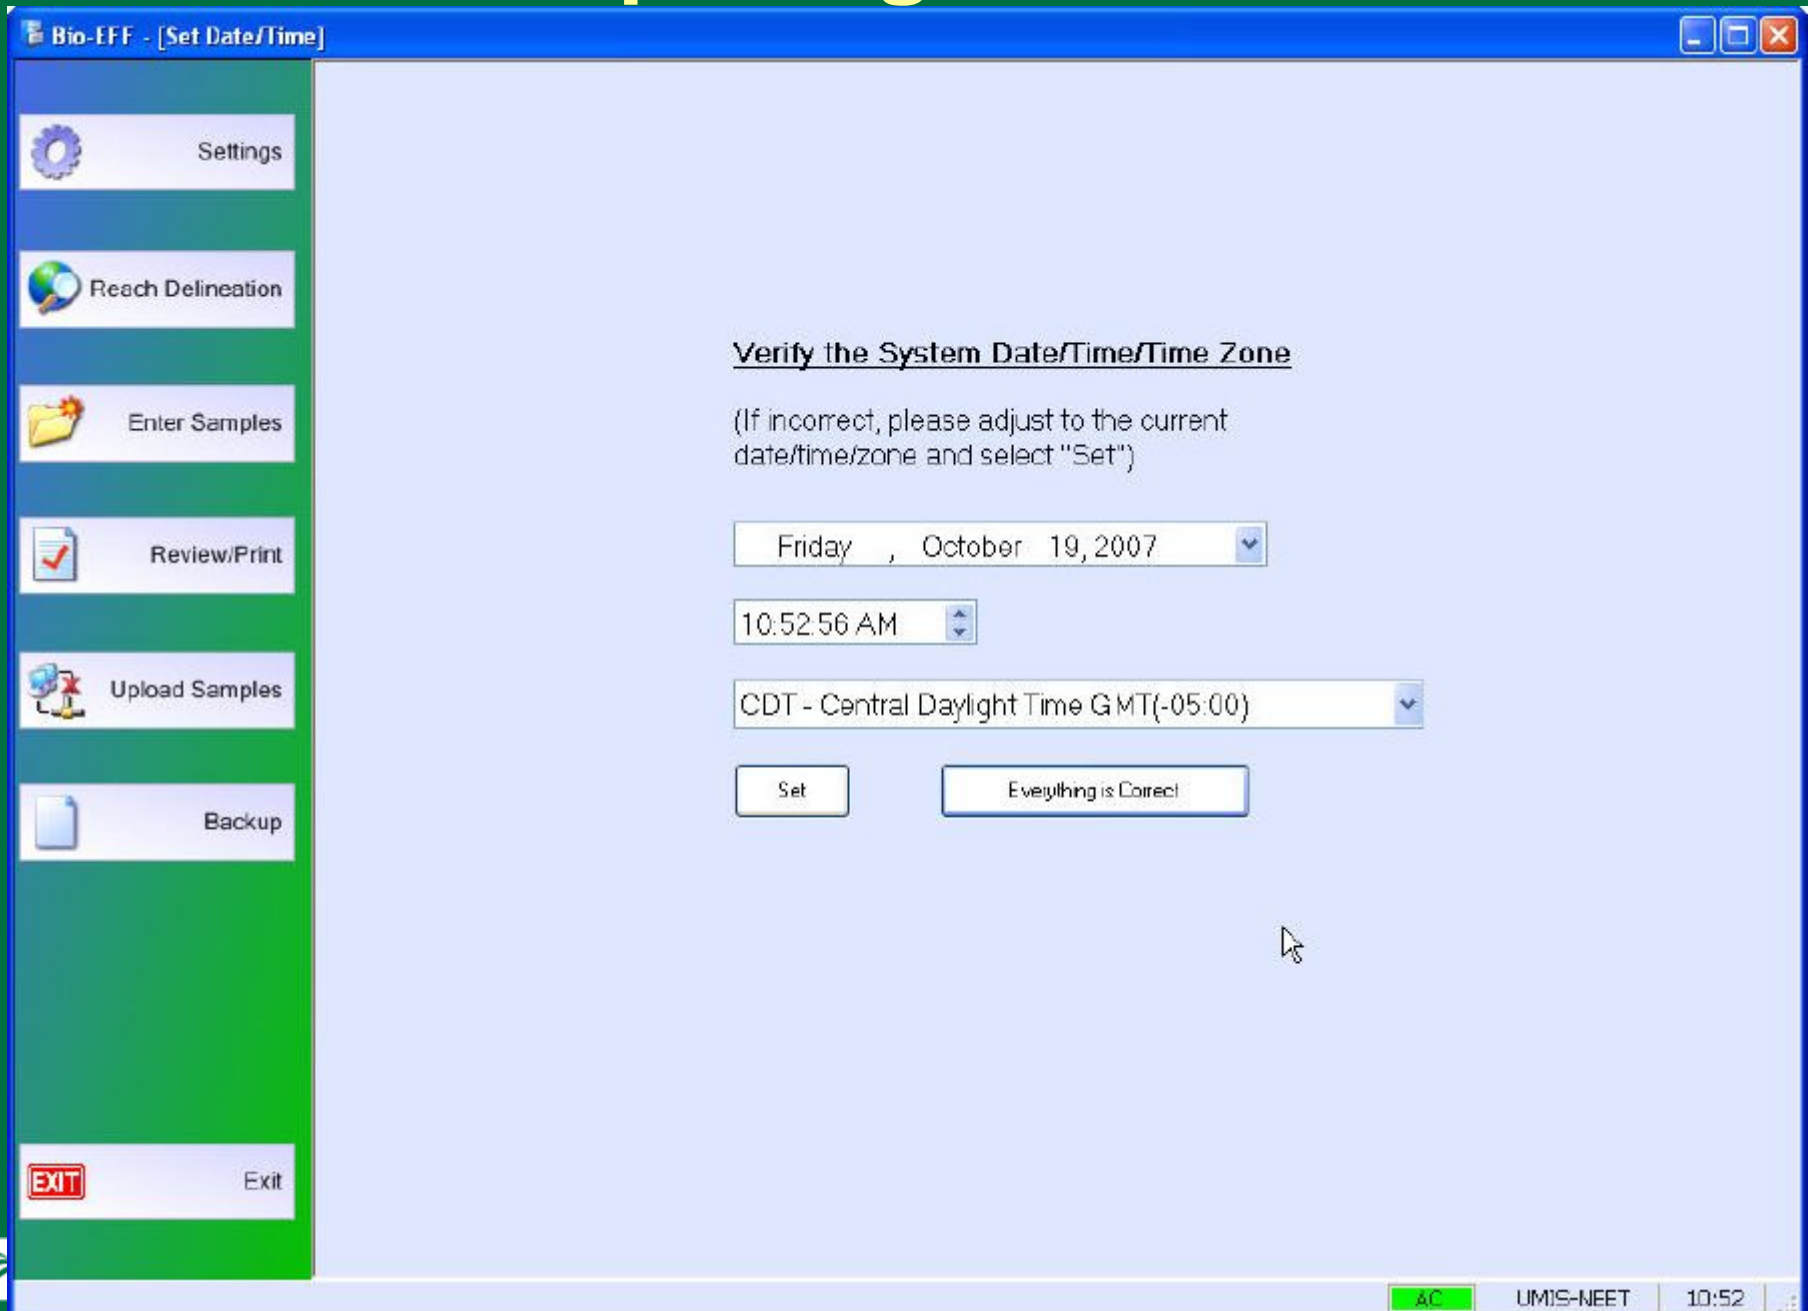 Bio-EFF - [Set Date/Time]
Settings
Reach Delineation
Enter Samples
Review/Print
Upload Samples
Backup
EXIT Exit
Verify the System Date/Time/Time Zone
(If incorrect, please adjust to the current
date/time/zone and select "Set")
Friday , October 19, 2007
10:52:56 AM
CDT - Central Daylight Time GMT(-05:00)
Set Everything is Correct
AC UMIS-NEET 10:52